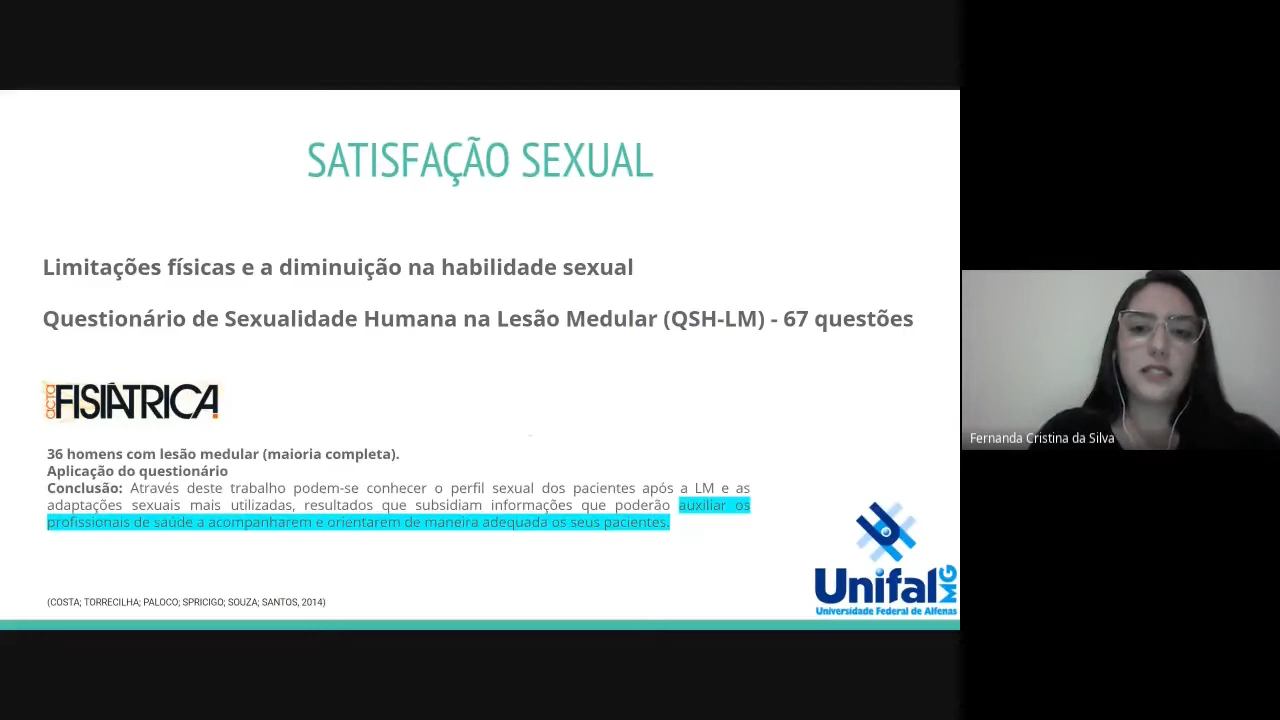 SATISFAÇÃO SEXUAL
Limitações físicas e a diminuição na habilidade sexual
Questionário de Sexualidade Humana na Lesão Medular (QSH-LM) - 67 questões
acta FISIÁTRICA
36 homens com lesão medular (maioria completa).
Aplicação do questionário
Conclusão: Através deste trabalho podem-se conhecer o perfil sexual dos pacientes após a LM e as
adaptações sexuais mais utilizadas, resultados que subsidiam informações que poderão auxiliar os
profissionais de saúde a acompanharem e orientarem de maneira adequada os seus pacientes.
(COSTA; TORRECILHA; PALOCO; SPRICIGO; SOUZA; SANTOS, 2014)
Unifal MG
Universidade Federal de Alfenas
Fernanda Cristina da Silva